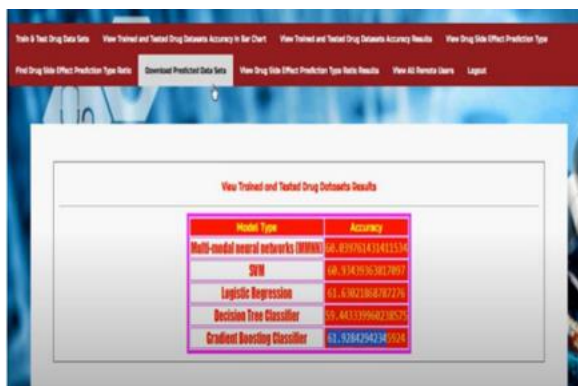 Train & Test Drug Data Sets View Trained and Tested Drug Datasets Accuracy in Bar Chart View Trained and Tested Drug Datasets Accuracy Results View Drug Side Effect Prediction Type
Find Drug Side Effect Prediction Type Ratio Download Predicted Data Sets View Drug Side Effect Prediction Type Ratio Results View All Remote Users Logout
View Trained and Tested Drug Datasets Results
Model Type Accuracy
Multi-modal neural networks (MMNN) 60.039761431411534
SVM 60.93439363817097
Logistic Regression 61.63021868787276
Decision Tree Classifier 59.443339960238575
Gradient Boosting Classifier 61.92842942345924